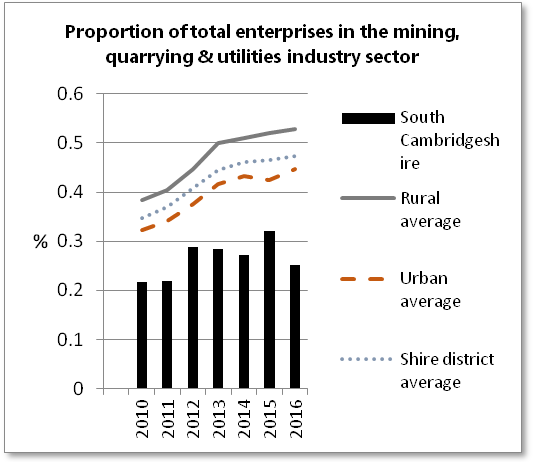 Proportion of total enterprises in the mining,
quarrying & utilities industry sector
0.6
0.5
0.4
0.3
0.2
0.1
0
%
2010
2011
2012
2013
2014
2015
2016
South
Cambridgesh
ire
Rural
average
Urban
average
Shire district
average